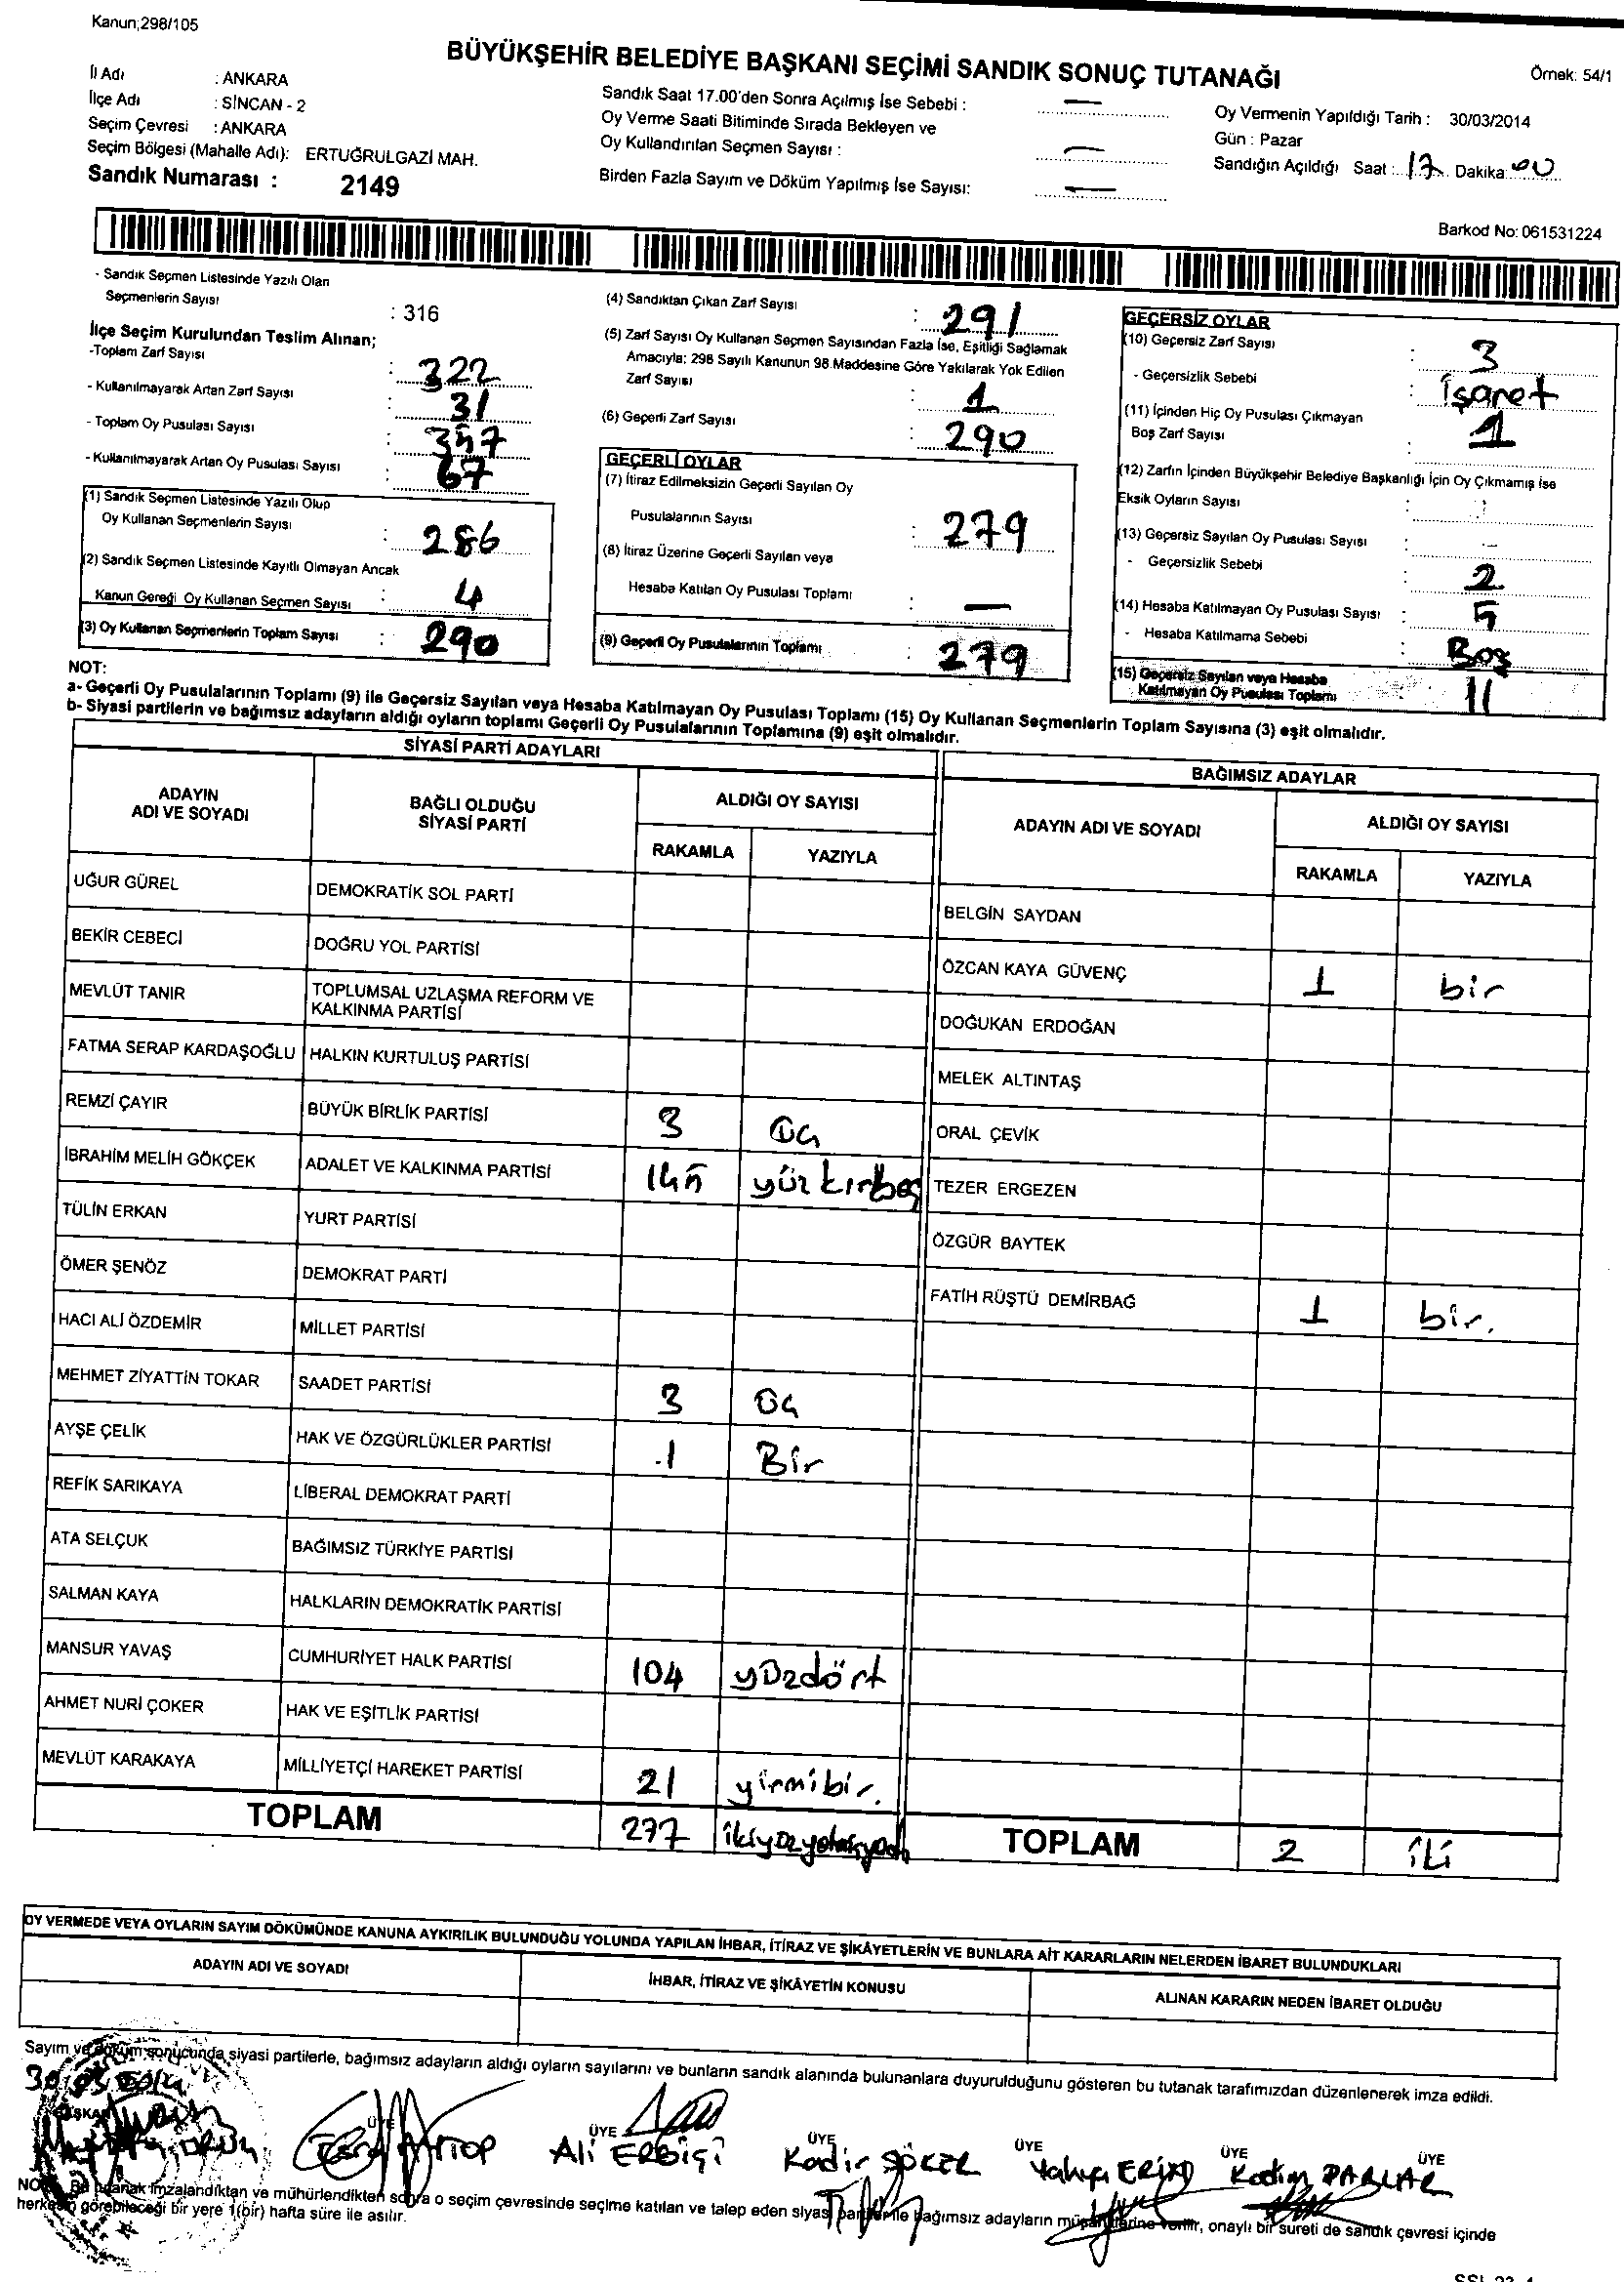 Kanun;298/105
BÜYÜKŞEHİR BELEDİYE BAŞKANI SEÇİMİ SANDIK SONUÇ TUTANAĞI
Örnek: 54/1
İl Adı : ANKARA
İlçe Adı : SİNCAN - 2
Seçim Çevresi : ANKARA
Seçim Bölgesi (Mahalle Adı): ERTUĞRULGAZİ MAH.
Sandık Numarası : 2149
Sandık Saat 17.00'den Sonra Açılmış İse Sebebi : —
Oy Verme Saati Bitiminde Sırada Bekleyen ve
Oy Kullandırılan Seçmen Sayısı : —
Birden Fazla Sayım ve Döküm Yapılmış İse Sayısı: —
Oy Vermenin Yapıldığı Tarih : 30/03/2014
Gün : Pazar
Sandığın Açıldığı Saat : 17 Dakika: 00
Barkod No: 061531224
- Sandık Seçmen Listesinde Yazılı Olan
Seçmenlerin Sayısı : 316
İlçe Seçim Kurulundan Teslim Alınan;
-Toplam Zarf Sayısı : 322
- Kullanılmayarak Artan Zarf Sayısı : 31
- Toplam Oy Pusulası Sayısı : 357
- Kullanılmayarak Artan Oy Pusulası Sayısı : 67
(1) Sandık Seçmen Listesinde Yazılı Olup
Oy Kullanan Seçmenlerin Sayısı : 286
(2) Sandık Seçmen Listesinde Kayıtlı Olmayan Ancak
Kanun Gereği Oy Kullanan Seçmen Sayısı : 4
(3) Oy Kullanan Seçmenlerin Toplam Sayısı : 290
(4) Sandıktan Çıkan Zarf Sayısı : 291
(5) Zarf Sayısı Oy Kullanan Seçmen Sayısından Fazla İse, Eşitliği Sağlamak
Amacıyla: 298 Sayılı Kanunun 98.Maddesine Göre Yakılarak Yok Edilen
Zarf Sayısı : 1
(6) Geçerli Zarf Sayısı : 290
GEÇERLİ OYLAR
(7) İtiraz Edilmeksizin Geçerli Sayılan Oy
Pusulalarının Sayısı : 279
(8) İtiraz Üzerine Geçerli Sayılan veya
Hesaba Katılan Oy Pusulası Toplamı : —
(9) Geçerli Oy Pusulalarının Toplamı : 279
GEÇERSİZ OYLAR
(10) Geçersiz Zarf Sayısı : 3
- Geçersizlik Sebebi : işaret
(11) İçinden Hiç Oy Pusulası Çıkmayan
Boş Zarf Sayısı : 1
(12) Zarfın İçinden Büyükşehir Belediye Başkanlığı İçin Oy Çıkmamış ise
Eksik Oyların Sayısı :
(13) Geçersiz Sayılan Oy Pusulası Sayısı : -
- Geçersizlik Sebebi : 2
(14) Hesaba Katılmayan Oy Pusulası Sayısı : 5
- Hesaba Katılmama Sebebi : Boş
(15) Geçersiz Sayılan veya Hesaba
Katılmayan Oy Pusulası Toplamı : 11
NOT:
a- Geçerli Oy Pusulalarının Toplamı (9) ile Geçersiz Sayılan veya Hesaba Katılmayan Oy Pusulası Toplamı (15) Oy Kullanan Seçmenlerin Toplam Sayısına (3) eşit olmalıdır.
b- Siyasi partilerin ve bağımsız adayların aldığı oyların toplamı Geçerli Oy Pusulalarının Toplamına (9) eşit olmalıdır.
SİYASİ PARTİ ADAYLARI
ADAYIN ADI VE SOYADI BAĞLI OLDUĞU SİYASİ PARTİ ALDIĞI OY SAYISI
RAKAMLA YAZIYLA
UĞUR GÜREL DEMOKRATİK SOL PARTİ
BEKİR CEBECİ DOĞRU YOL PARTİSİ
MEVLÜT TANIR TOPLUMSAL UZLAŞMA REFORM VE KALKINMA PARTİSİ
FATMA SERAP KARDAŞOĞLU HALKIN KURTULUŞ PARTİSİ
REMZİ ÇAYIR BÜYÜK BİRLİK PARTİSİ 3 Üç
İBRAHİM MELİH GÖKÇEK ADALET VE KALKINMA PARTİSİ 145 yüz kırkbeş
TÜLİN ERKAN YURT PARTİSİ
ÖMER ŞENÖZ DEMOKRAT PARTİ
HACI ALİ ÖZDEMİR MİLLET PARTİSİ
MEHMET ZİYATTİN TOKAR SAADET PARTİSİ 3 Üç
AYŞE ÇELİK HAK VE ÖZGÜRLÜKLER PARTİSİ 1 Bir
REFİK SARIKAYA LİBERAL DEMOKRAT PARTİ
ATA SELÇUK BAĞIMSIZ TÜRKİYE PARTİSİ
SALMAN KAYA HALKLARIN DEMOKRATİK PARTİSİ
MANSUR YAVAŞ CUMHURİYET HALK PARTİSİ 104 yüzdört
AHMET NURİ ÇOKER HAK VE EŞİTLİK PARTİSİ
MEVLÜT KARAKAYA MİLLİYETÇİ HAREKET PARTİSİ 21 yirmibir.
TOPLAM 277
BAĞIMSIZ ADAYLAR
ADAYIN ADI VE SOYADI ALDIĞI OY SAYISI
RAKAMLA YAZIYLA
BELGİN SAYDAN
ÖZCAN KAYA GÜVENÇ 1 bir
DOĞUKAN ERDOĞAN
MELEK ALTINTAŞ
ORAL ÇEVİK
TEZER ERGEZEN
ÖZGÜR BAYTEK
FATİH RÜŞTÜ DEMİRBAĞ 1 bir.
TOPLAM 2 iki
OY VERMEDE VEYA OYLARIN SAYIM DÖKÜMÜNDE KANUNA AYKIRILIK BULUNDUĞU YOLUNDA YAPILAN İHBAR, İTİRAZ VE ŞİKÂYETLERİN VE BUNLARA AİT KARARLARIN NELERDEN İBARET BULUNDUKLARI
ADAYIN ADI VE SOYADI İHBAR, İTİRAZ VE ŞİKÂYETİN KONUSU ALINAN KARARIN NEDEN İBARET OLDUĞU
Sayım ve döküm sonucunda siyasi partilerle, bağımsız adayların aldığı oyların sayılarını ve bunların sandık alanında bulunanlara duyurulduğunu gösteren bu tutanak tarafımızdan düzenlenerek imza edildi.
30.03.2014
BAŞKAN ÜYE ÜYE ÜYE ÜYE ÜYE ÜYE
Ali ERBİGİ Kadir Kadim PARLAR
NOT: Bu tutanak imzalandıktan ve mühürlendikten sonra o seçim çevresinde seçime katılan ve talep eden siyasi partiler ile bağımsız adayların müşahitlerine verilir, onaylı bir sureti de sandık çevresi içinde
herkesin görebileceği bir yere 1(bir) hafta süre ile asılır.